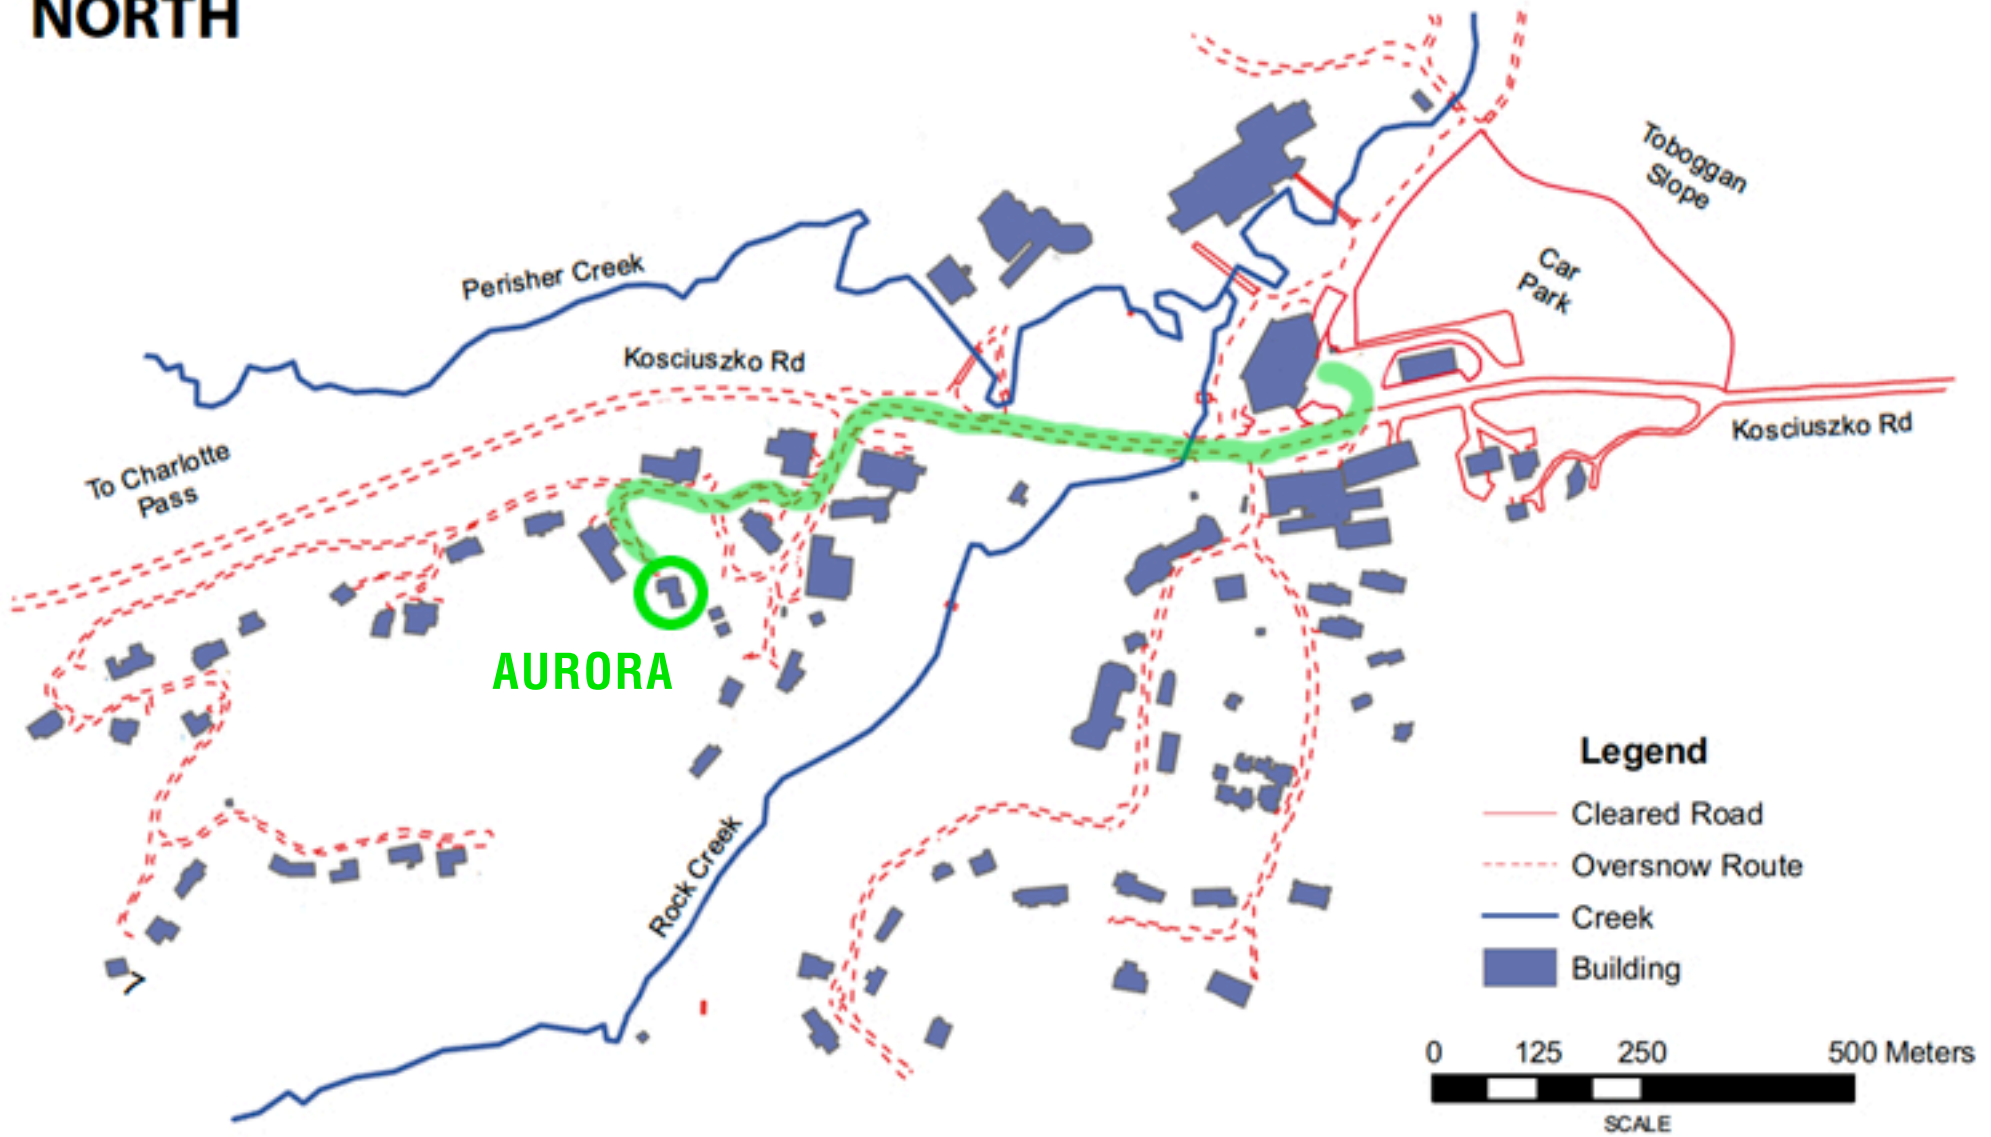 NORTH
Toboggan
Slope
Car
Park
Perisher Creek
Kosciuszko Rd
Kosciuszko Rd
To Charlotte
Pass
AURORA
Rock Creek
Legend
Cleared Road
Oversnow Route
Creek
Building
0 125 250 500 Meters
SCALE